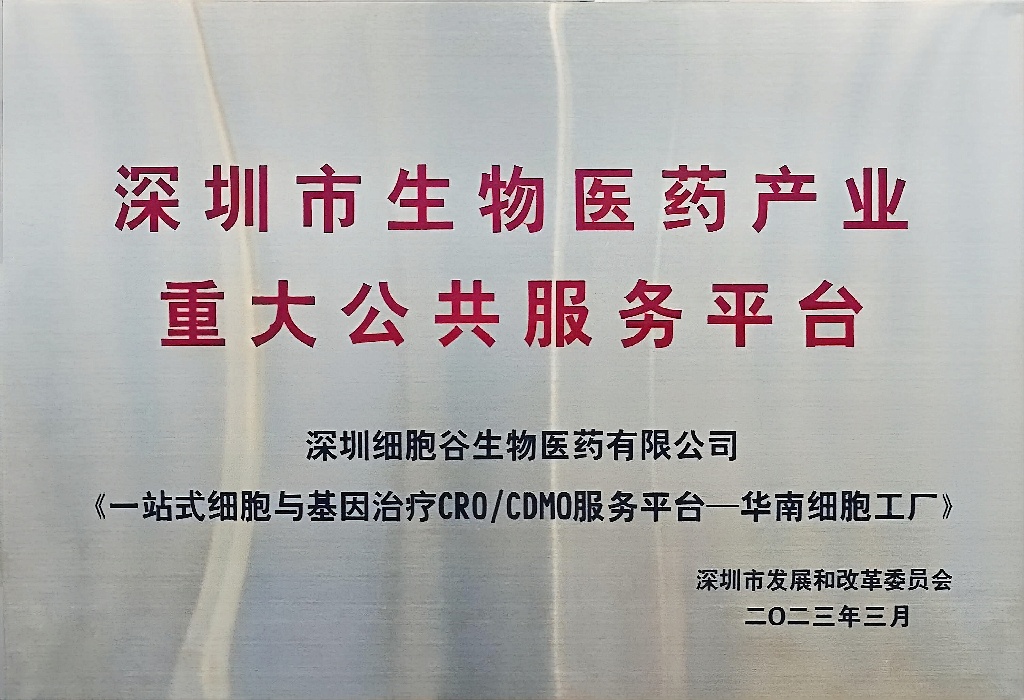 深圳市生物医药产业
重大公共服务平台
深圳细胞谷生物医药有限公司
《一站式细胞与基因治疗CRO/CDMO服务平台—华南细胞工厂》
深圳市发展和改革委员会
二〇二三年三月